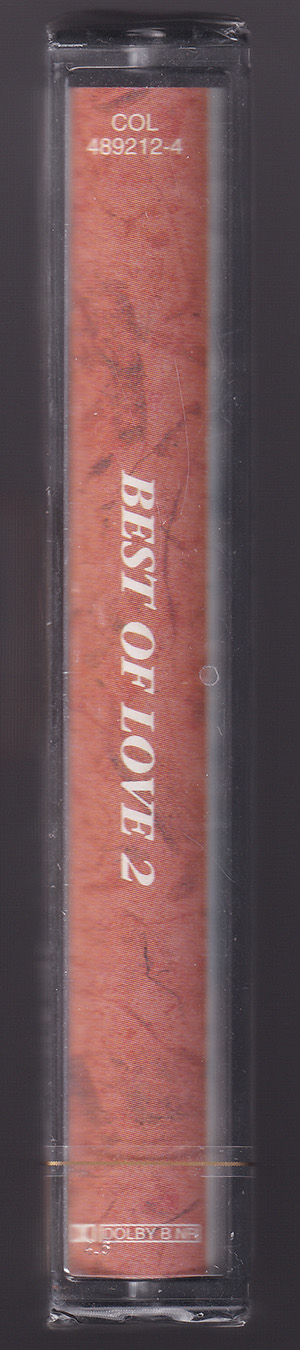 COL
489212-4
BEST OF LOVE 2
DOLBY B NR